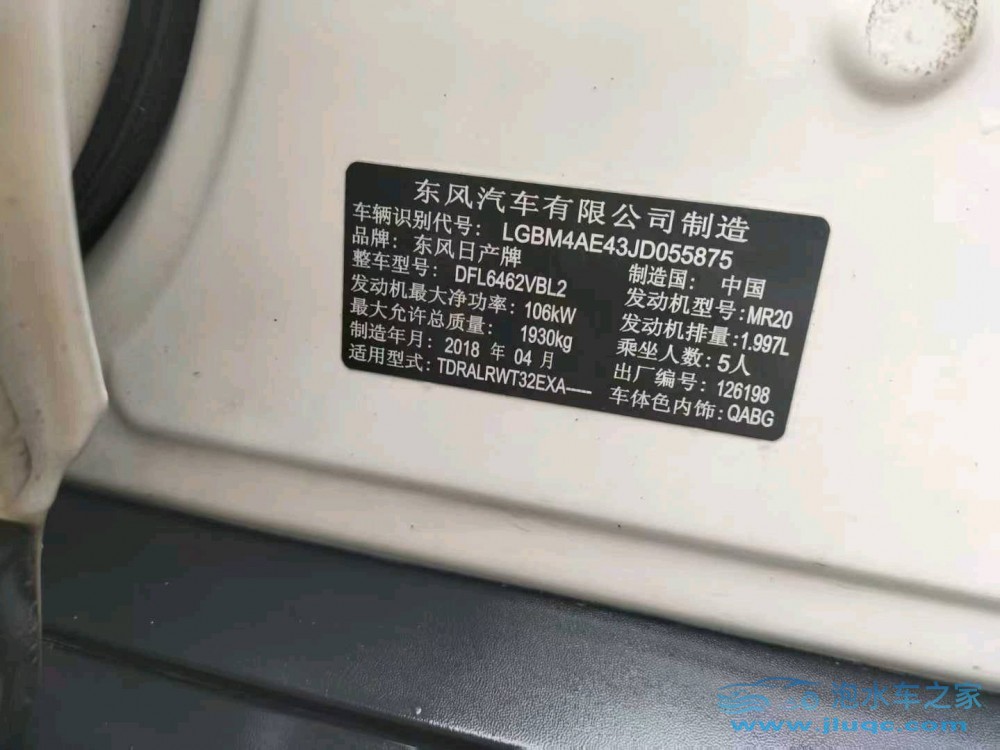 东风汽车有限公司制造
车辆识别代号: LGBM4AE43JD055875
品牌: 东风日产牌 制造国: 中国
整车型号: DFL6462VBL2 发动机型号:MR20
发动机最大净功率: 106kW 发动机排量:1.997L
最大允许总质量: 1930kg 乘坐人数: 5人
制造年月: 2018 年 04 月 出厂编号: 126198
适用型式: TDRALRWT32EXA---- 车体色内饰:QABG
泡水车之家
www.jluqc.com